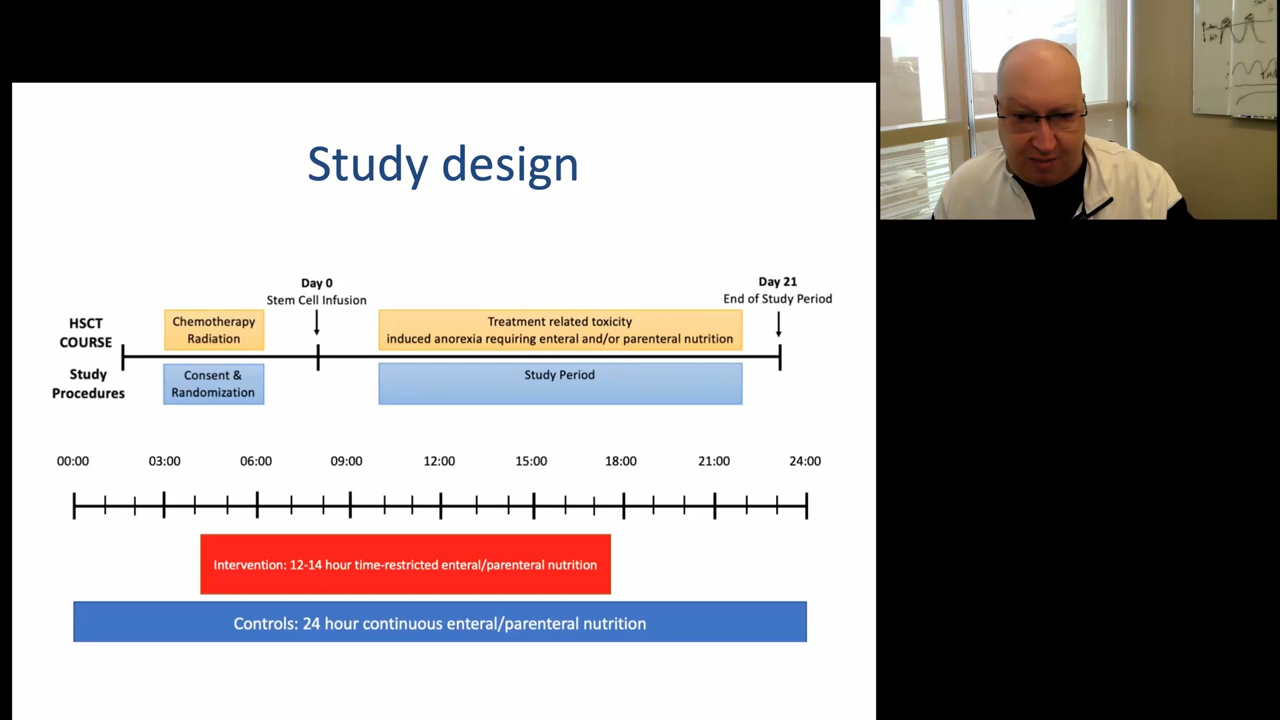 Study design
Day 0
Stem Cell Infusion
Day 21
End of Study Period
HSCT
COURSE
Chemotherapy
Radiation
Treatment related toxicity
induced anorexia requiring enteral and/or parenteral nutrition
Study
Procedures
Consent &
Randomization
Study Period
00:00 03:00 06:00 09:00 12:00 15:00 18:00 21:00 24:00
Intervention: 12-14 hour time-restricted enteral/parenteral nutrition
Controls: 24 hour continuous enteral/parenteral nutrition